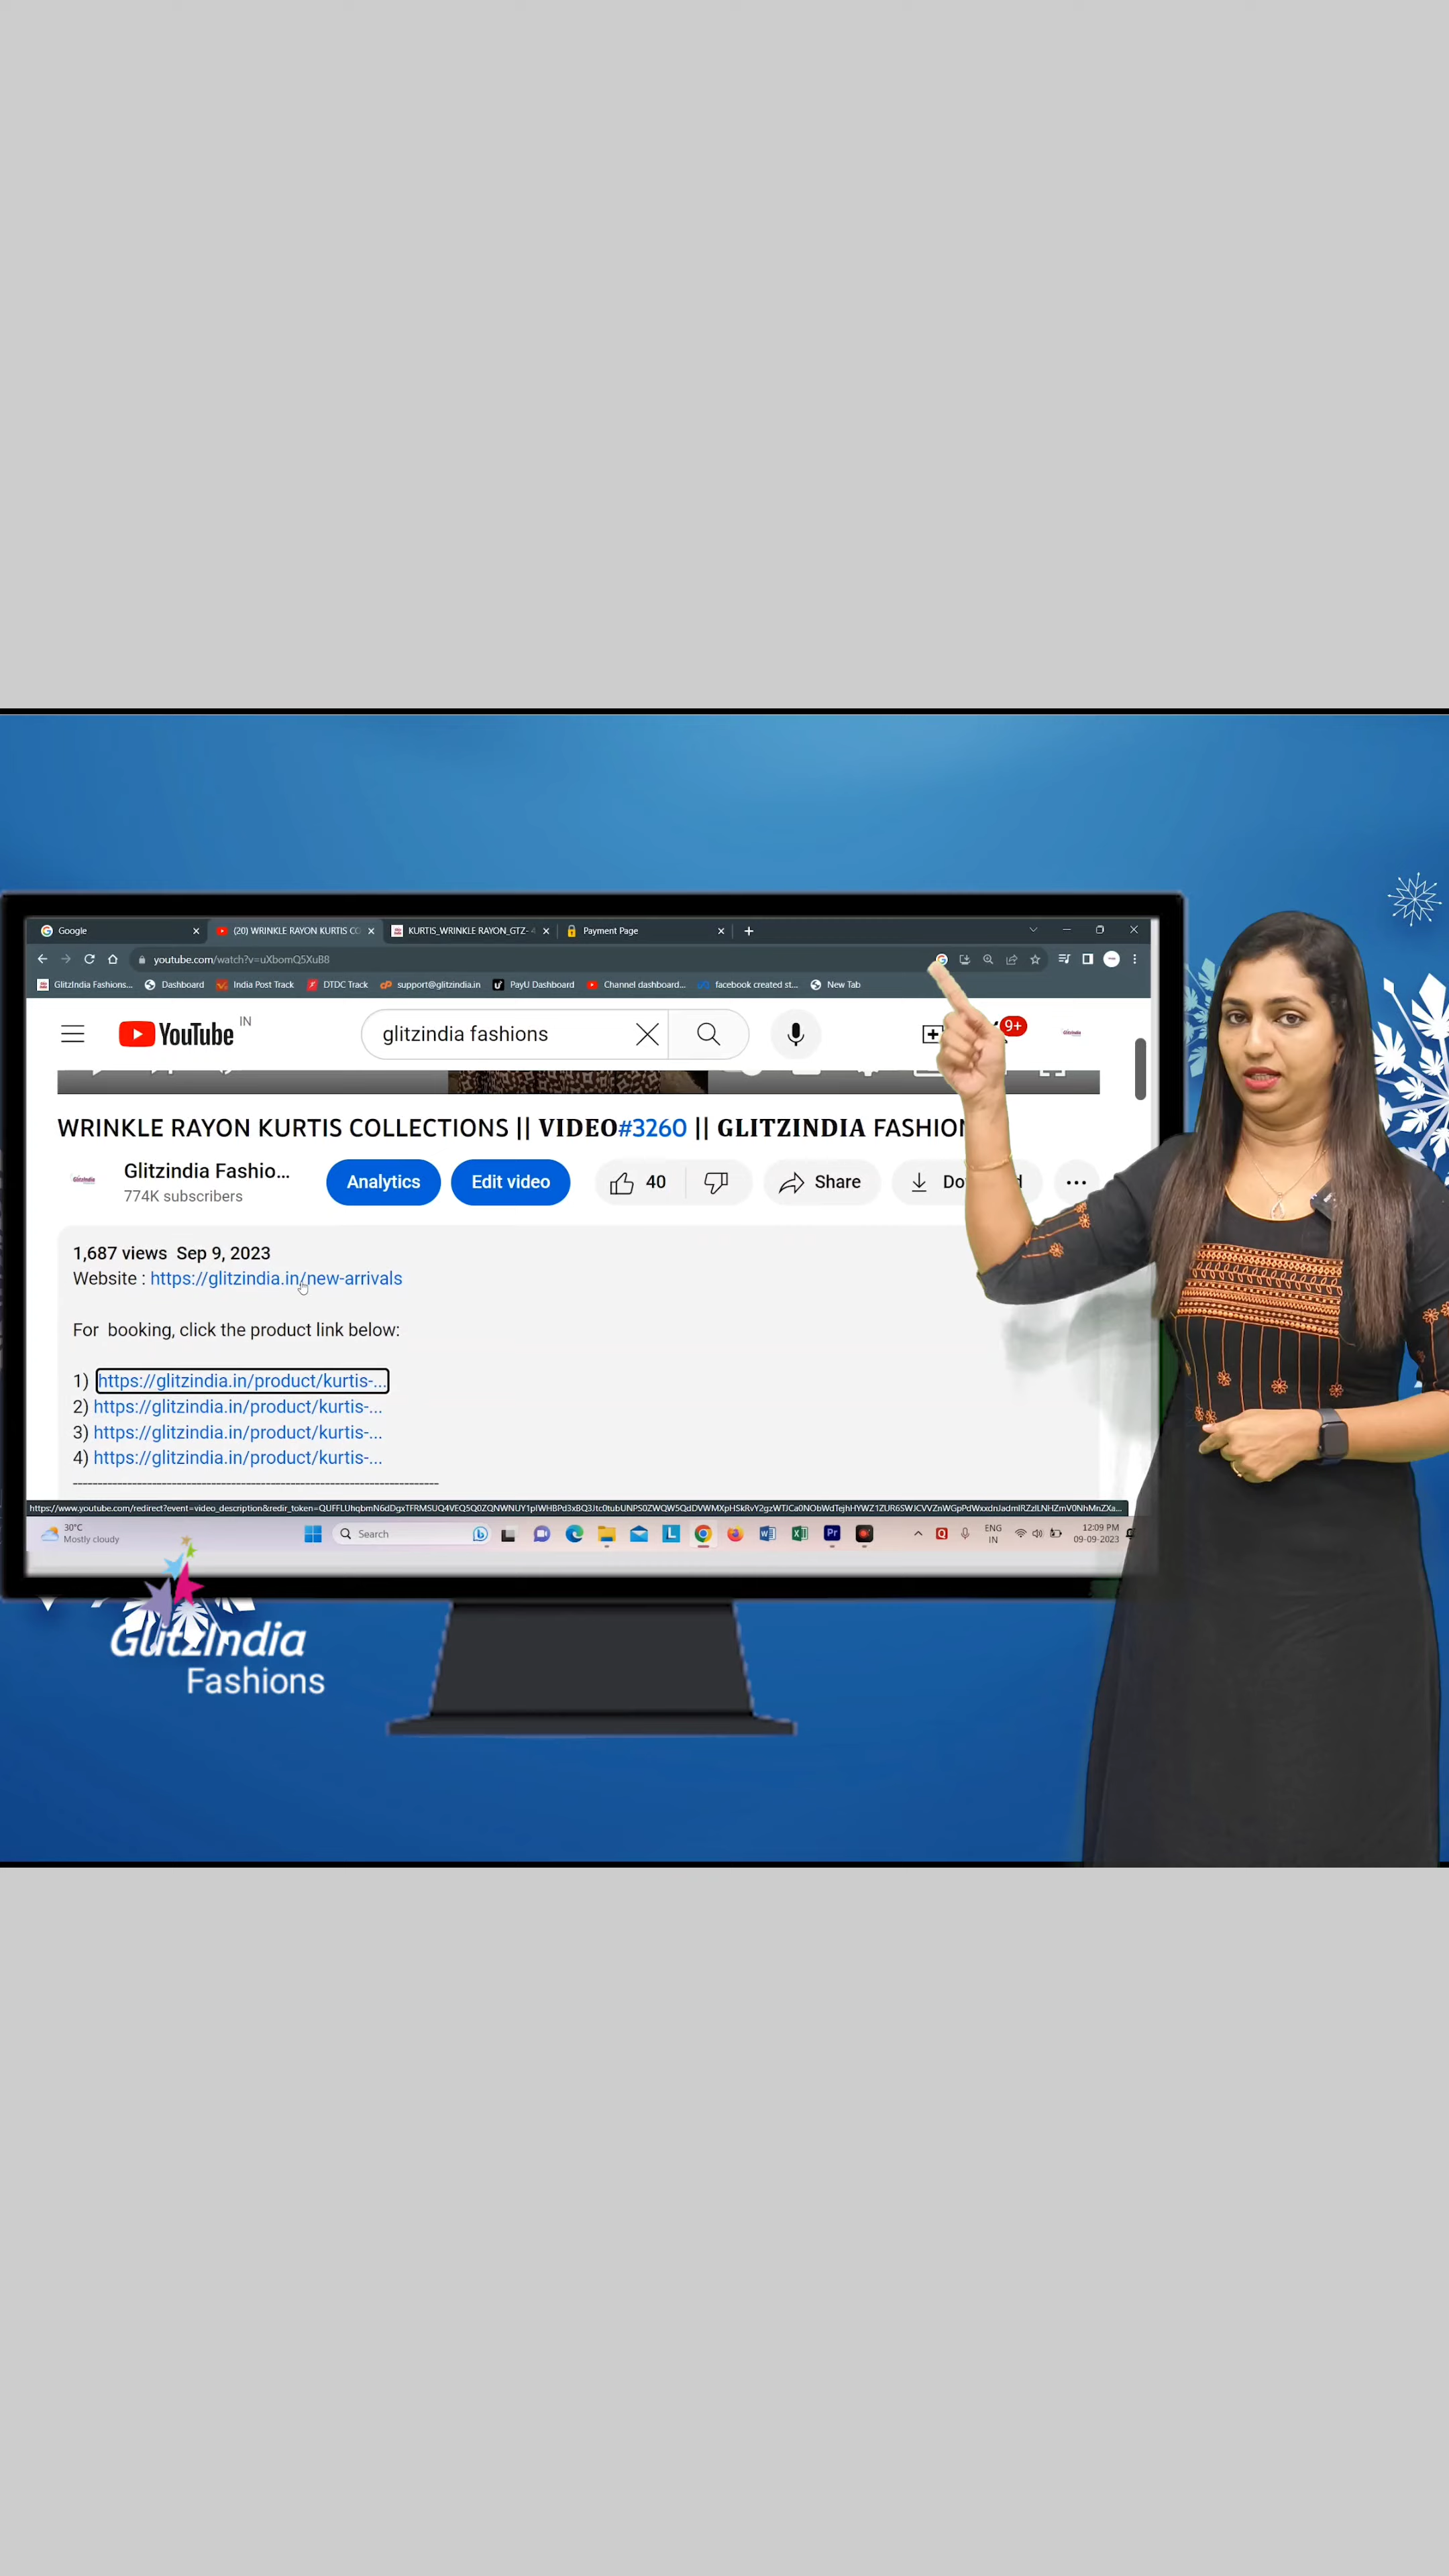 Google
(20) WRINKLE RAYON KURTIS CO
KURTIS_WRINKLE RAYON_GTZ- 4
Payment Page
youtube.com/watch?v=uXbomQ5XuB8
GlitzIndia Fashions...
Dashboard
India Post Track
DTDC Track
support@glitzindia.in
PayU Dashboard
Channel dashboard...
facebook created st...
New Tab
YouTube IN
glitzindia fashions
9+
WRINKLE RAYON KURTIS COLLECTIONS || VIDEO#3260 || GLITZINDIA FASHION
Glitzindia Fashio...
774K subscribers
Analytics
Edit video
40
Share
1,687 views Sep 9, 2023
Website : https://glitzindia.in/new-arrivals
For booking, click the product link below:
1) https://glitzindia.in/product/kurtis-...
2) https://glitzindia.in/product/kurtis-...
3) https://glitzindia.in/product/kurtis-...
4) https://glitzindia.in/product/kurtis-...
30°C
Mostly cloudy
Search
ENG
IN
12:09 PM
09-09-2023
GlitzIndia
Fashions